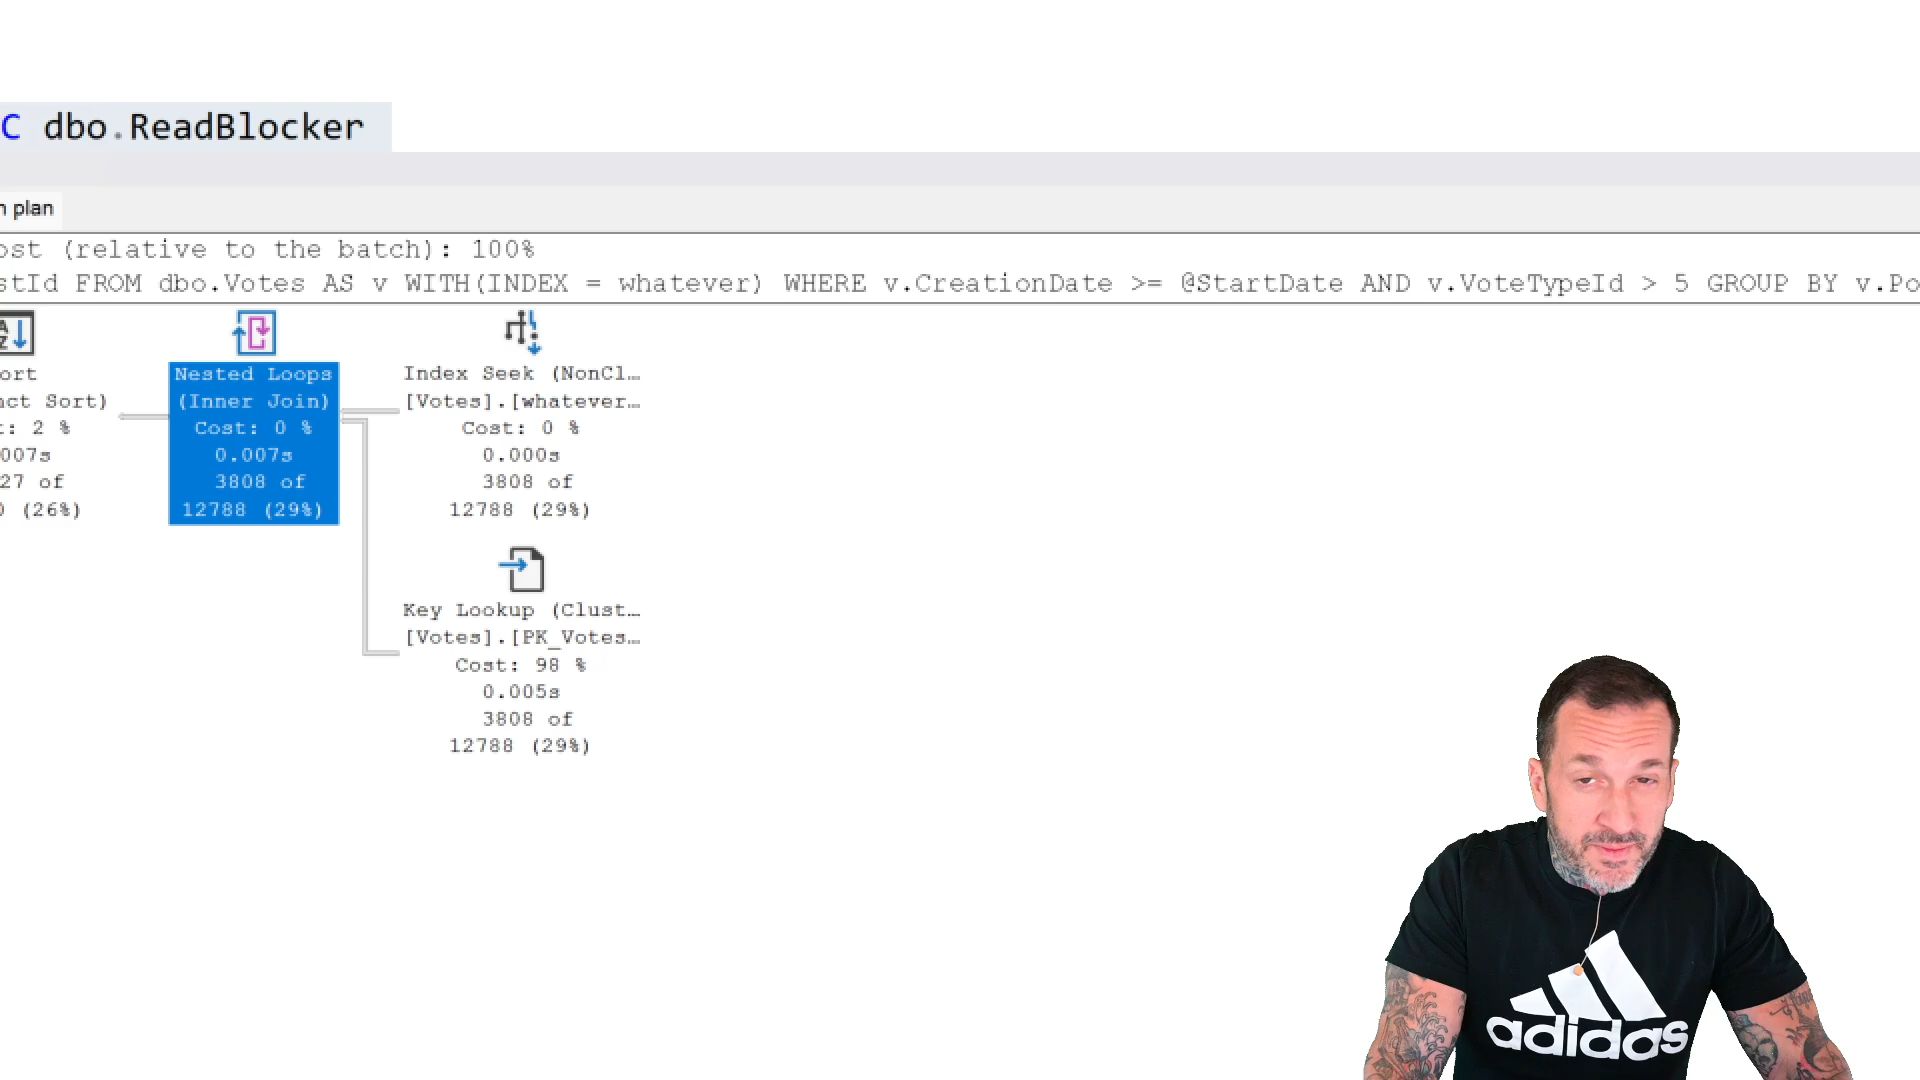 C dbo.ReadBlocker
n plan
ost (relative to the batch): 100%
stId FROM dbo.Votes AS v WITH(INDEX = whatever) WHERE v.CreationDate >= @StartDate AND v.VoteTypeId > 5 GROUP BY v.Po
ort
nct Sort)
: 2 %
007s
27 of
0 (26%)
Nested Loops
(Inner Join)
Cost: 0 %
0.007s
3808 of
12788 (29%)
Index Seek (NonCl…
[Votes].[whatever…
Cost: 0 %
0.000s
3808 of
12788 (29%)
Key Lookup (Clust…
[Votes].[PK_Votes…
Cost: 98 %
0.005s
3808 of
12788 (29%)
adidas